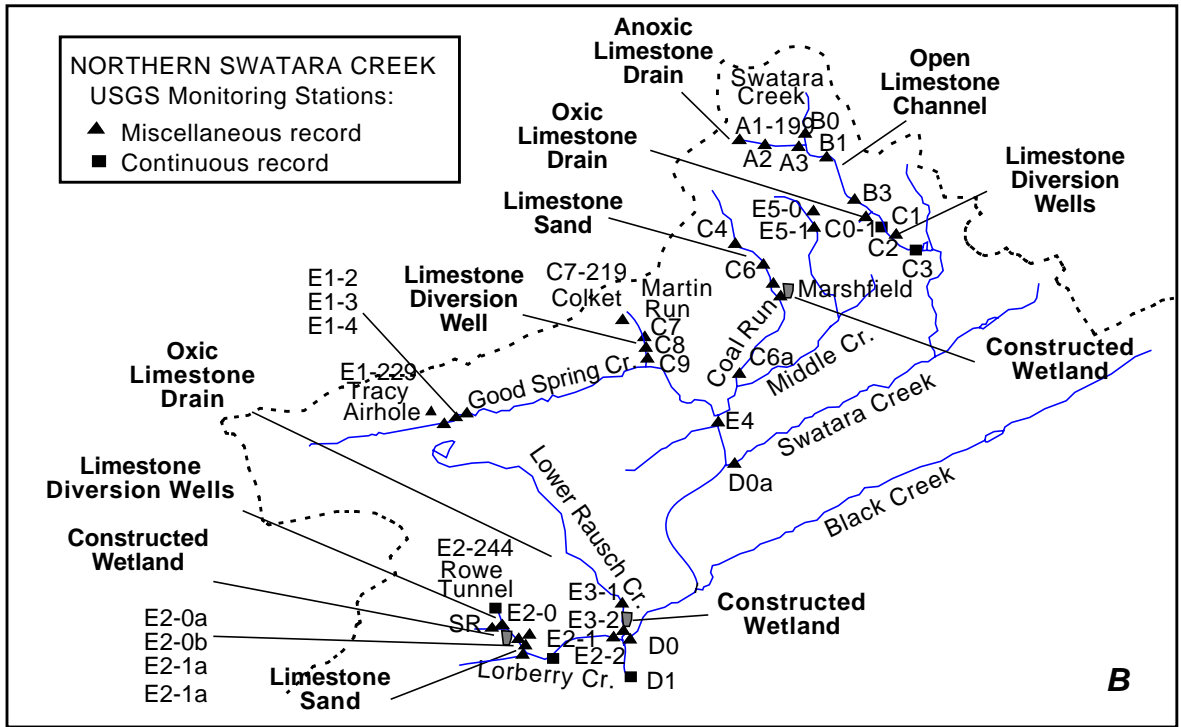 NORTHERN SWATARA CREEK
USGS Monitoring Stations:
Miscellaneous record
Continuous record
Anoxic
Limestone
Drain
Swatara
Creek
Open
Limestone
Channel
Oxic
Limestone
Drain
A1-199
B0
A2
A3
B1
Limestone
Diversion
Wells
B3
Limestone
Sand
E5-0
E5-1
C0-1
C1
C2
C3
C4
C6
C7-219
Colket
Martin
Run
Marshfield
E1-2
E1-3
E1-4
Limestone
Diversion
Well
C7
C8
C9
Coal Run
C6a
Middle Cr.
Constructed
Wetland
Oxic
Limestone
Drain
E1-229
Tracy
Airhole
Good Spring Cr.
E4
Swatara Creek
D0a
Limestone
Diversion Wells
Lower Rausch Cr.
Black Creek
Constructed
Wetland
E2-244
Rowe
Tunnel
E2-0
SR
E3-1
E3-2
Constructed
Wetland
E2-0a
E2-0b
E2-1a
E2-1a
E2-1
E2-2
D0
Limestone
Sand
Lorberry Cr.
D1
B